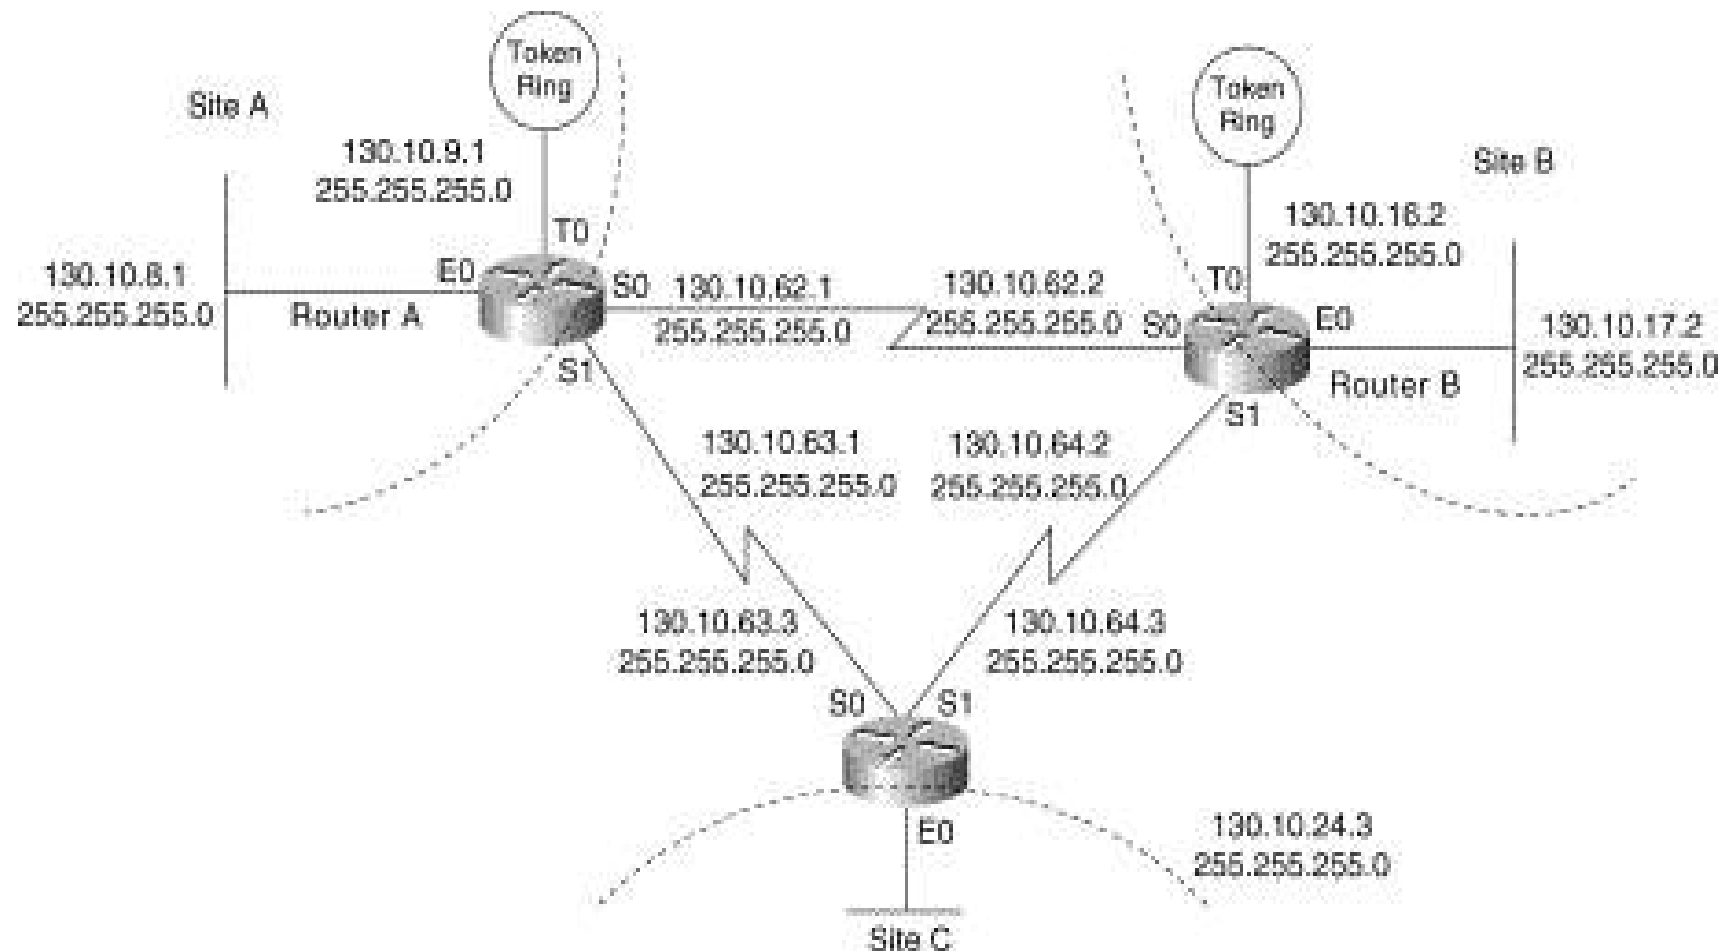 Token
Ring
Site A
130.10.9.1
255.255.255.0
T0
130.10.8.1
255.255.255.0
E0
Router A
S0
130.10.62.1
255.255.255.0
S1
Token
Ring
Site B
130.10.16.2
255.255.255.0
T0
130.10.62.2
255.255.255.0
S0
E0
130.10.17.2
255.255.255.0
Router B
S1
130.10.63.1
255.255.255.0
130.10.64.2
255.255.255.0
130.10.63.3
255.255.255.0
130.10.64.3
255.255.255.0
S0
S1
E0
130.10.24.3
255.255.255.0
Site C